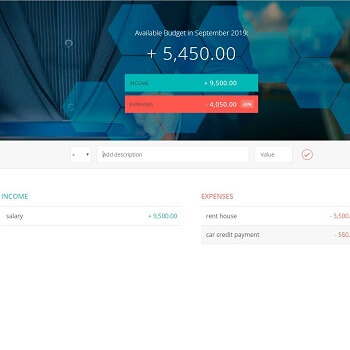 Available Budget in September 2019:
+ 5,450.00
INCOME + 9,500.00
EXPENSES - 4,050.00 43%
+ Add description Value
INCOME
salary + 9,500.00
EXPENSES
rent house - 3,500.
car credit payment - 550.